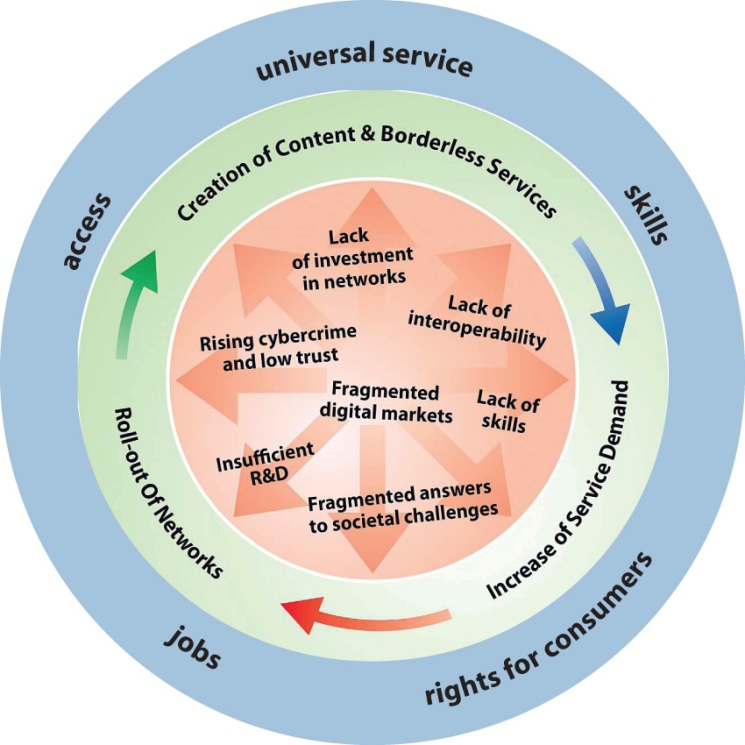 universal service
access
skills
Creation of Content & Borderless Services
Lack
of investment
in networks
Lack of
interoperability
Rising cybercrime
and low trust
Fragmented
digital markets
Lack of
skills
Insufficient
R&D
Fragmented answers
to societal challenges
Roll-out Of Networks
Increase of Service Demand
jobs
rights for consumers